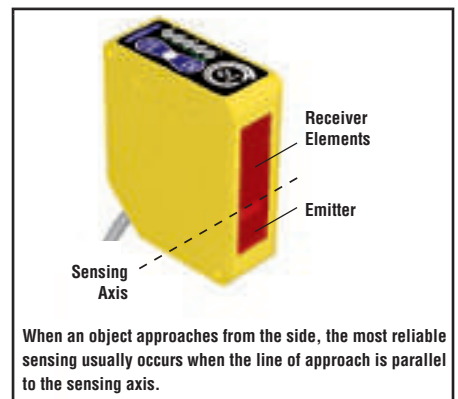 Receiver
Elements
Emitter
Sensing
Axis
When an object approaches from the side, the most reliable
sensing usually occurs when the line of approach is parallel
to the sensing axis.